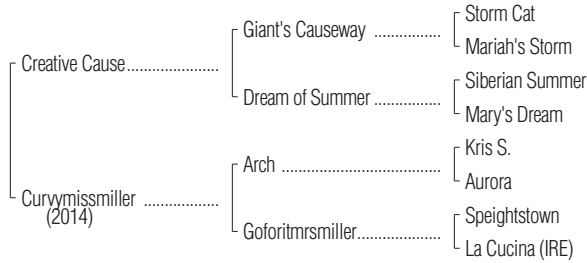 Storm Cat
Giant's Causeway ..................
Mariah's Storm
Creative Cause.....................
Siberian Summer
Dream of Summer ................
Mary's Dream
Kris S.
Arch .....................................
Aurora
Curvymissmiller .................
(2014)
Speightstown
Goforitmrsmiller...................
La Cucina (IRE)